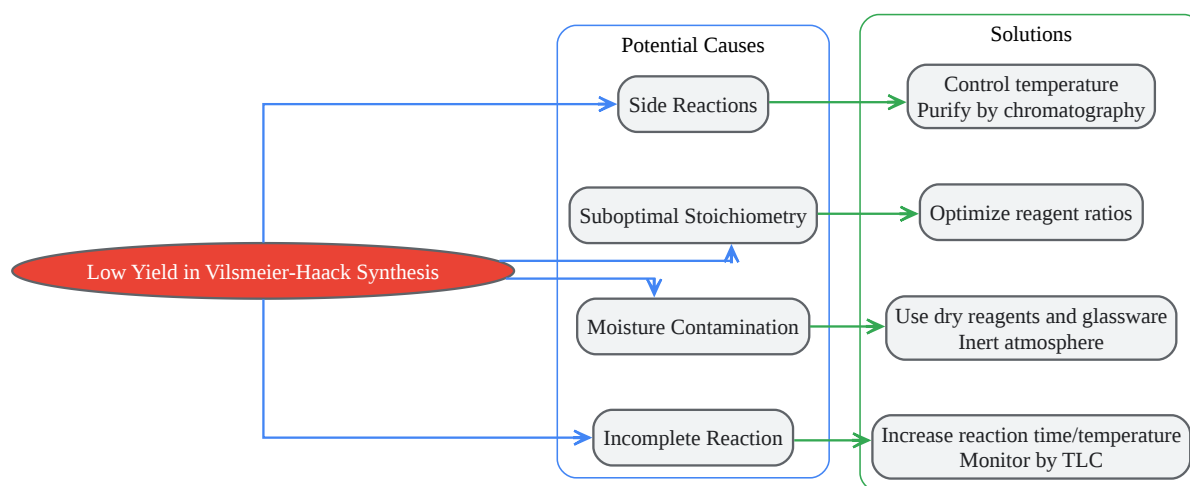 Potential Causes
Solutions
Side Reactions
Control temperature
Purify by chromatography
Suboptimal Stoichiometry
Optimize reagent ratios
Low Yield in Vilsmeier-Haack Synthesis
Moisture Contamination
Use dry reagents and glassware
Inert atmosphere
Incomplete Reaction
Increase reaction time/temperature
Monitor by TLC